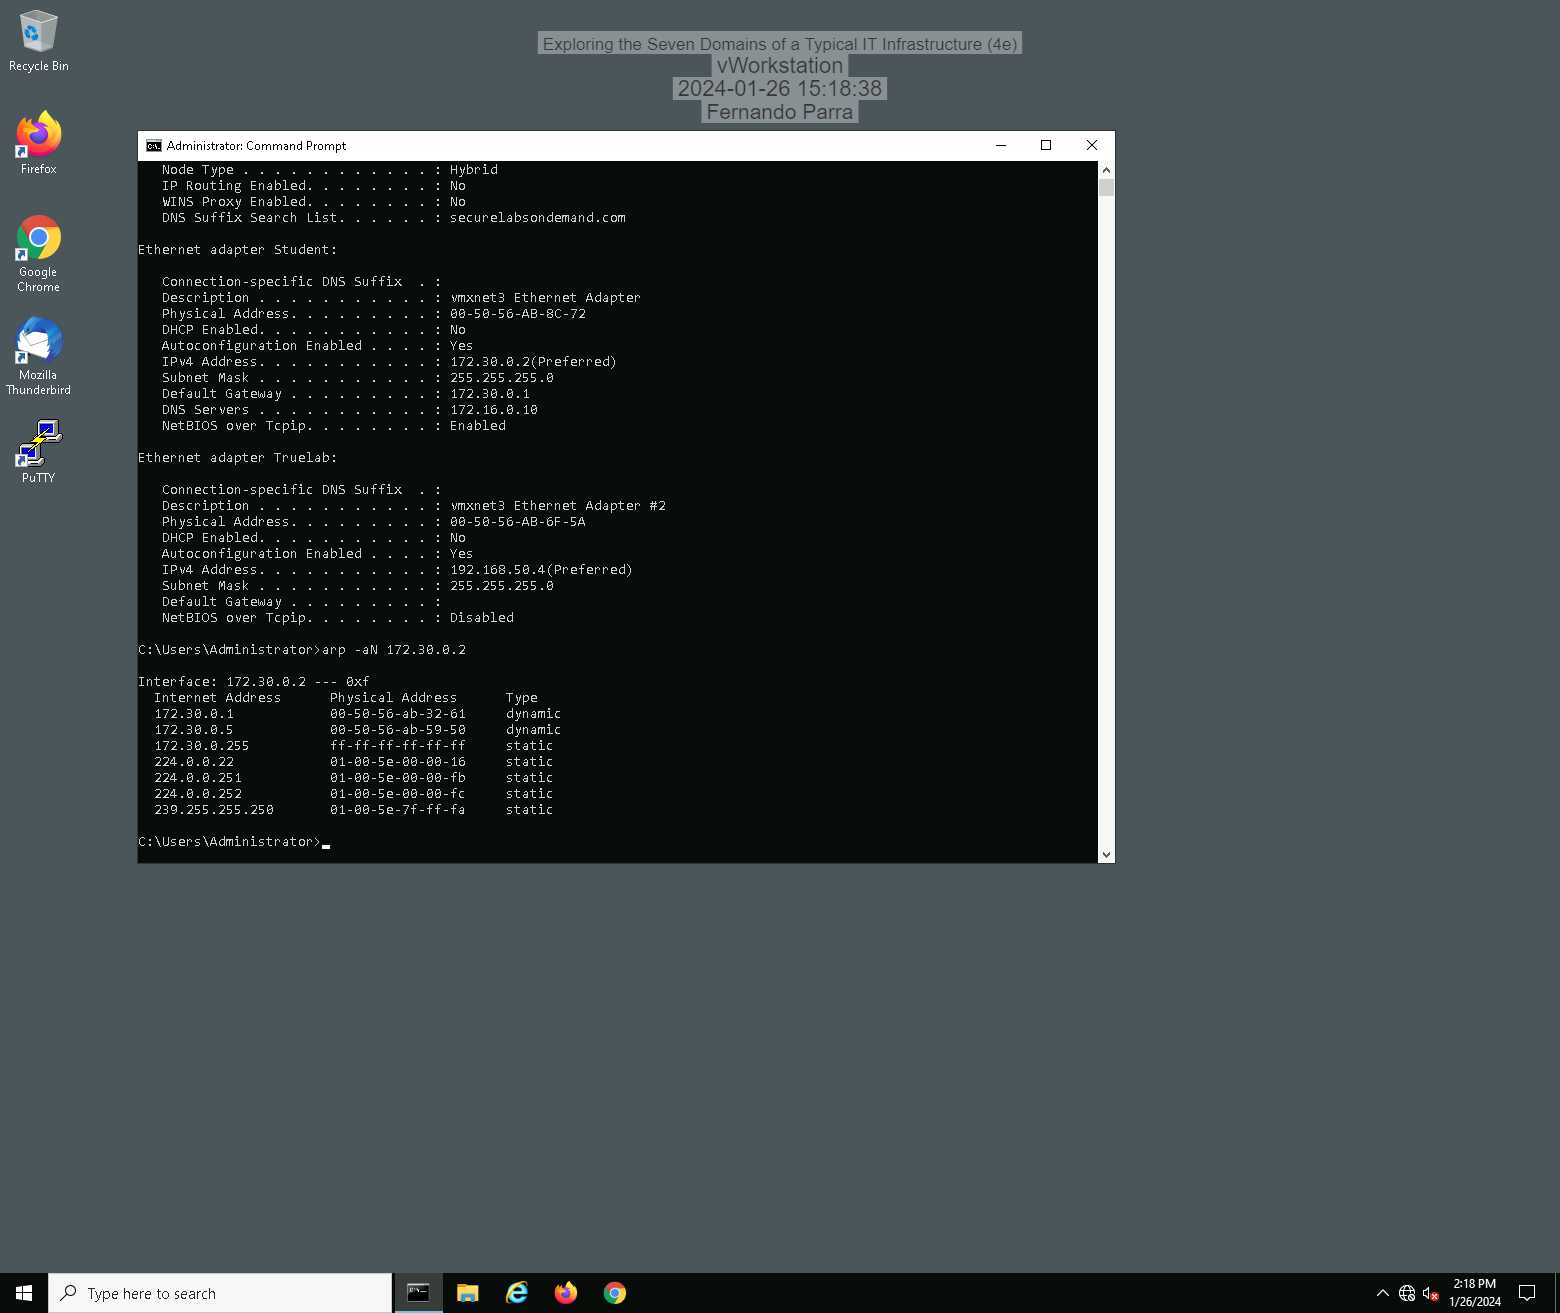 Exploring the Seven Domains of a Typical IT Infrastructure (4e)
vWorkstation
2024-01-26 15:18:38
Fernando Parra
Recycle Bin
Firefox
Google
Chrome
Mozilla
Thunderbird
PuTTY
Administrator: Command Prompt
Node Type . . . . . . . . . . . . : Hybrid
IP Routing Enabled. . . . . . . . : No
WINS Proxy Enabled. . . . . . . . : No
DNS Suffix Search List. . . . . . : securelabsondemand.com
Ethernet adapter Student:
Connection-specific DNS Suffix  . :
Description . . . . . . . . . . . : vmxnet3 Ethernet Adapter
Physical Address. . . . . . . . . : 00-50-56-AB-8C-72
DHCP Enabled. . . . . . . . . . . : No
Autoconfiguration Enabled . . . . : Yes
IPv4 Address. . . . . . . . . . . : 172.30.0.2(Preferred)
Subnet Mask . . . . . . . . . . . : 255.255.255.0
Default Gateway . . . . . . . . . : 172.30.0.1
DNS Servers . . . . . . . . . . . : 172.16.0.10
NetBIOS over Tcpip. . . . . . . . : Enabled
Ethernet adapter Truelab:
Connection-specific DNS Suffix  . :
Description . . . . . . . . . . . : vmxnet3 Ethernet Adapter #2
Physical Address. . . . . . . . . : 00-50-56-AB-6F-5A
DHCP Enabled. . . . . . . . . . . : No
Autoconfiguration Enabled . . . . : Yes
IPv4 Address. . . . . . . . . . . : 192.168.50.4(Preferred)
Subnet Mask . . . . . . . . . . . : 255.255.255.0
Default Gateway . . . . . . . . . :
NetBIOS over Tcpip. . . . . . . . : Disabled
C:\Users\Administrator>arp -aN 172.30.0.2
Interface: 172.30.0.2 --- 0xf
Internet Address      Physical Address      Type
172.30.0.1            00-50-56-ab-32-61     dynamic
172.30.0.5            00-50-56-ab-59-50     dynamic
172.30.0.255          ff-ff-ff-ff-ff-ff     static
224.0.0.22            01-00-5e-00-00-16     static
224.0.0.251           01-00-5e-00-00-fb     static
224.0.0.252           01-00-5e-00-00-fc     static
239.255.255.250       01-00-5e-7f-ff-fa     static
C:\Users\Administrator>
Type here to search
2:18 PM
1/26/2024